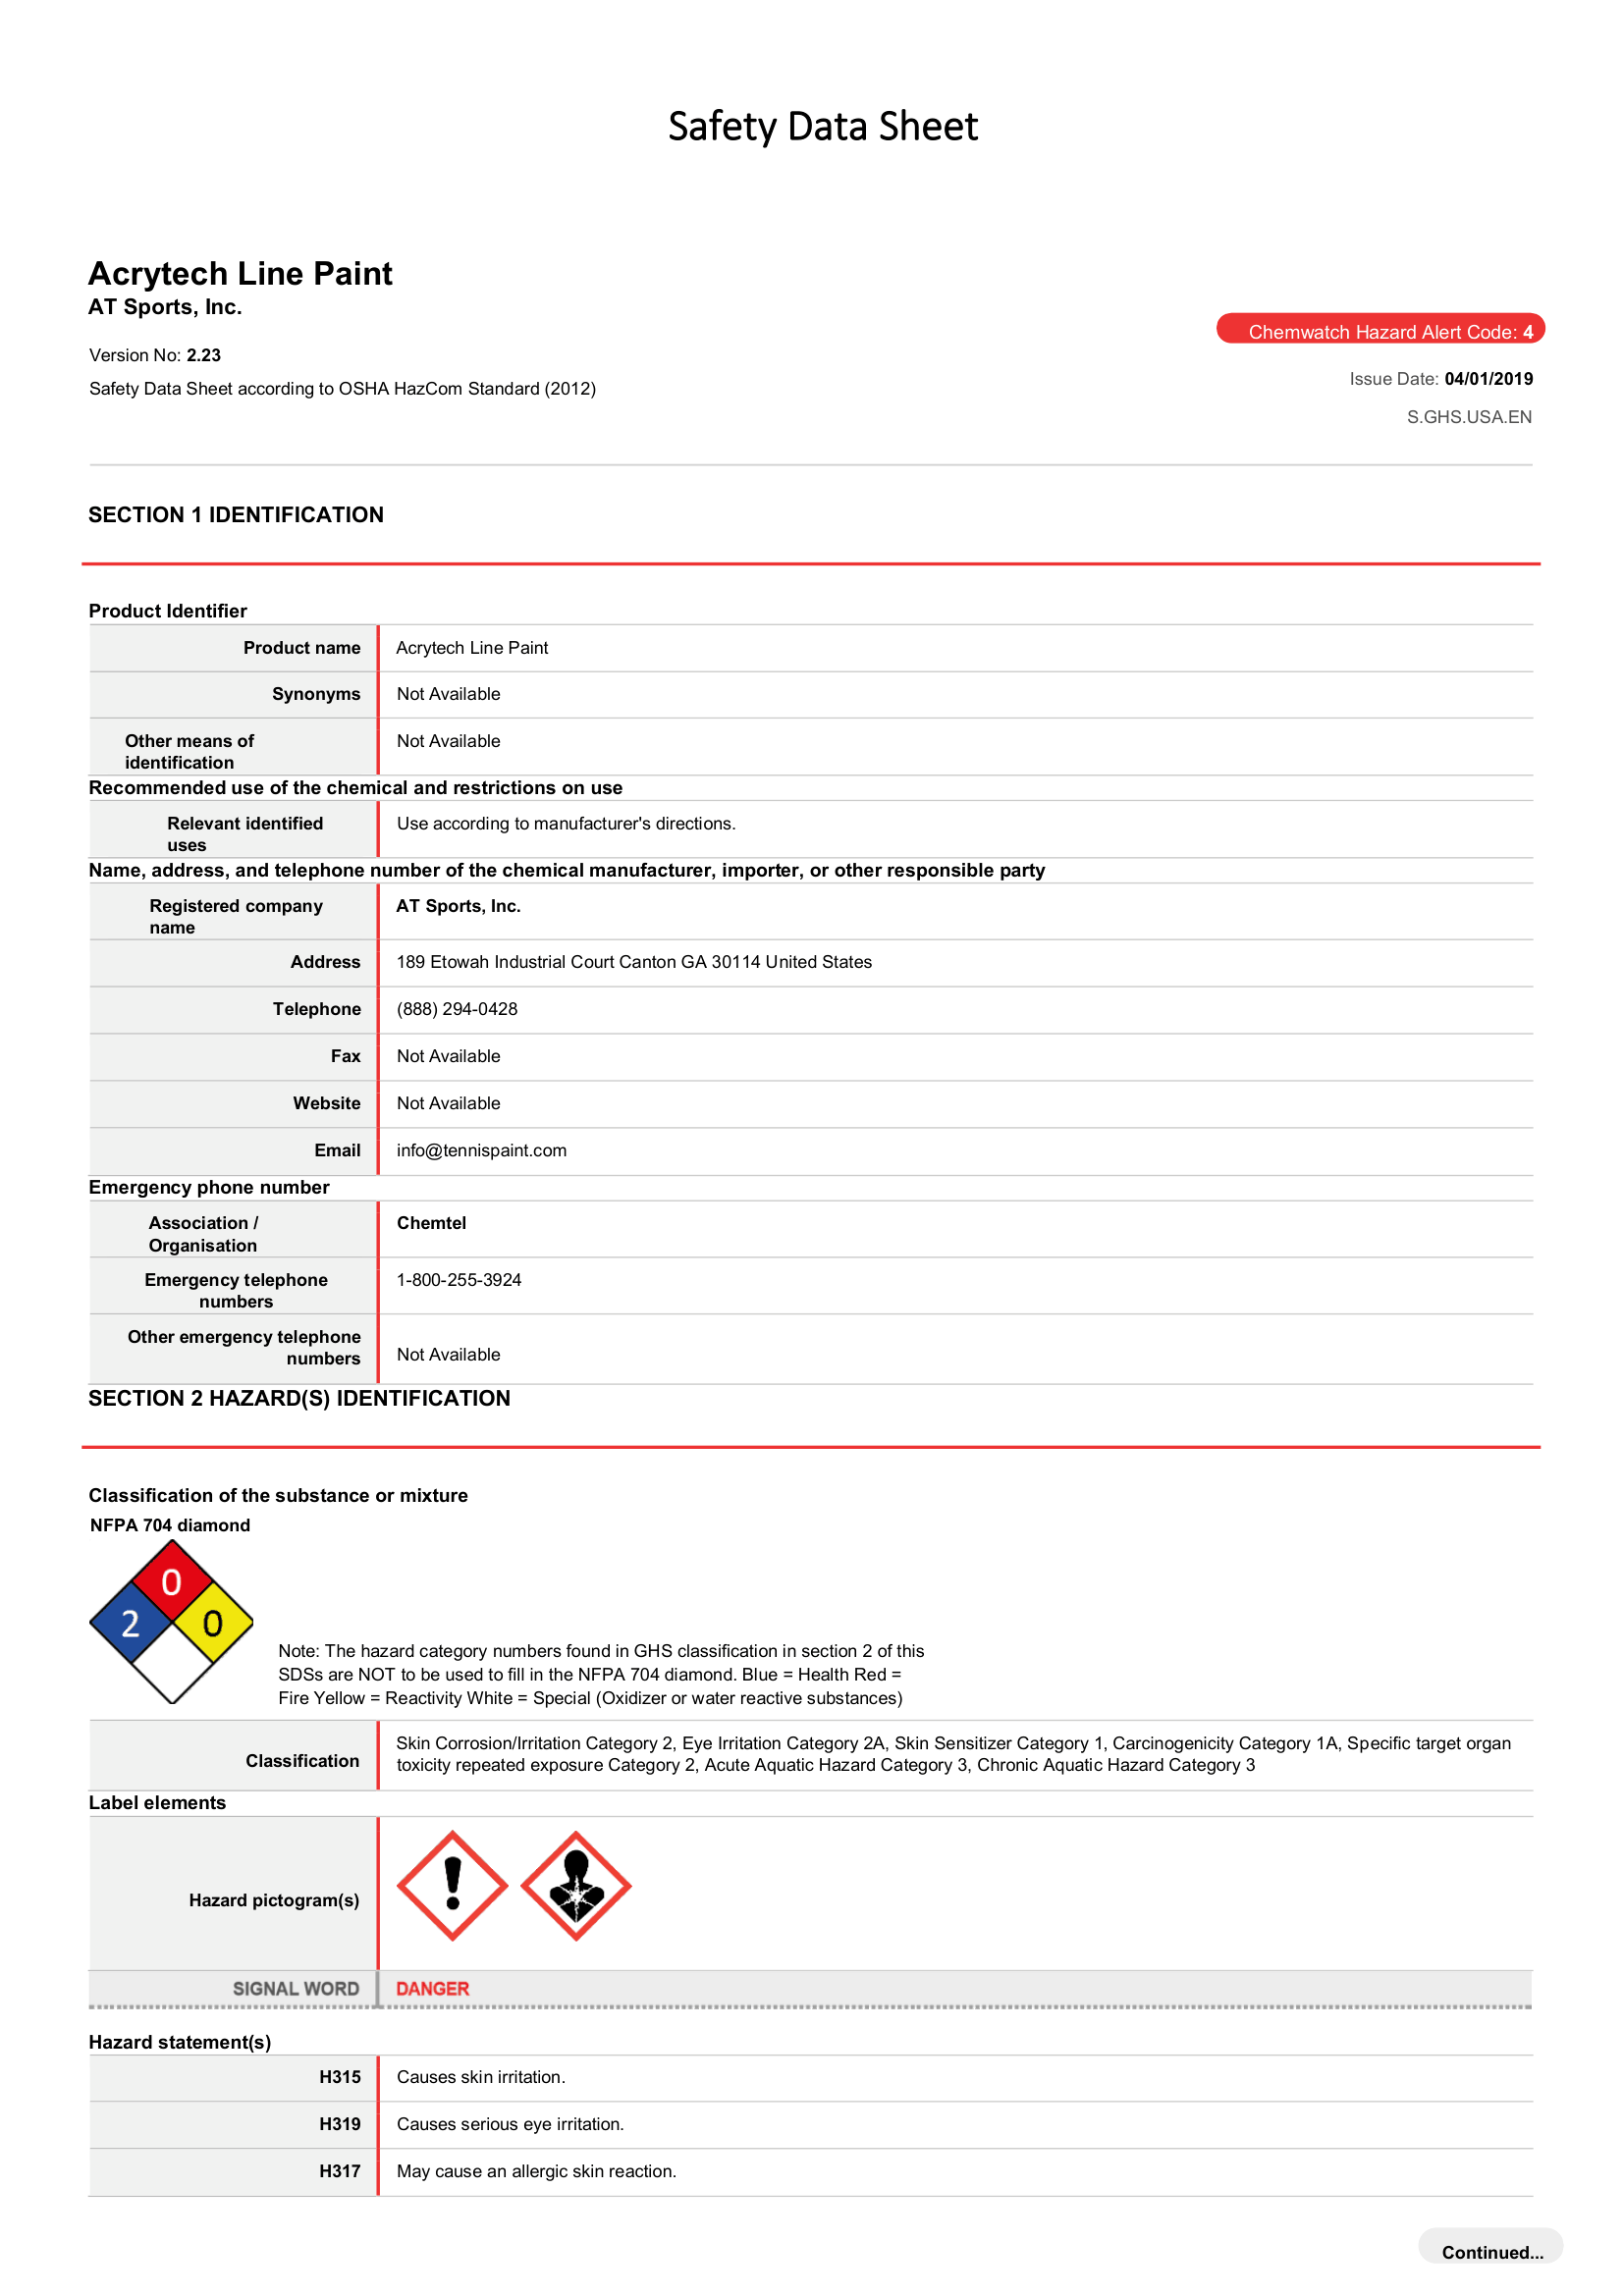 Safety Data Sheet
Acrytech Line Paint
AT Sports, Inc.
Chemwatch Hazard Alert Code: 4
Version No: 2.23
Issue Date: 04/01/2019
Safety Data Sheet according to OSHA HazCom Standard (2012)
S.GHS.USA.EN
SECTION 1 IDENTIFICATION
Product Identifier
Product name Acrytech Line Paint
Synonyms Not Available
Other means of Not Available
identification
Recommended use of the chemical and restrictions on use
Relevant identified Use according to manufacturer's directions.
uses
Name, address, and telephone number of the chemical manufacturer, importer, or other responsible party
Registered company AT Sports, Inc.
name
Address 189 Etowah Industrial Court Canton GA 30114 United States
Telephone (888) 294-0428
Fax Not Available
Website Not Available
Email info@tennispaint.com
Emergency phone number
Association / Chemtel
Organisation
Emergency telephone 1-800-255-3924
numbers
Other emergency telephone
numbers Not Available
SECTION 2 HAZARD(S) IDENTIFICATION
Classification of the substance or mixture
NFPA 704 diamond
0
2 0
Note: The hazard category numbers found in GHS classification in section 2 of this
SDSs are NOT to be used to fill in the NFPA 704 diamond. Blue = Health Red =
Fire Yellow = Reactivity White = Special (Oxidizer or water reactive substances)
Classification Skin Corrosion/Irritation Category 2, Eye Irritation Category 2A, Skin Sensitizer Category 1, Carcinogenicity Category 1A, Specific target organ
toxicity repeated exposure Category 2, Acute Aquatic Hazard Category 3, Chronic Aquatic Hazard Category 3
Label elements
Hazard pictogram(s)
SIGNAL WORD DANGER
Hazard statement(s)
H315 Causes skin irritation.
H319 Causes serious eye irritation.
H317 May cause an allergic skin reaction.
Continued...